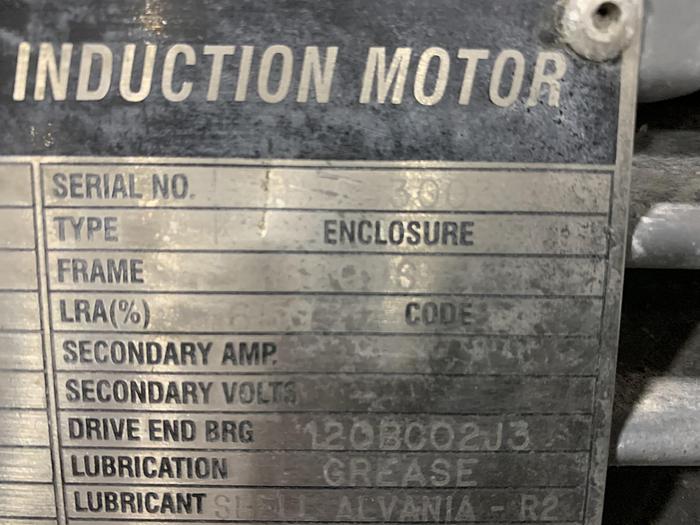 INDUCTION MOTOR
SERIAL NO.
TYPE ENCLOSURE
FRAME
LRA(%) CODE
SECONDARY AMP.
SECONDARY VOLTS
DRIVE END BRG 120BC02J3
LUBRICATION GREASE
LUBRICANT SHELL ALVANIA - R2